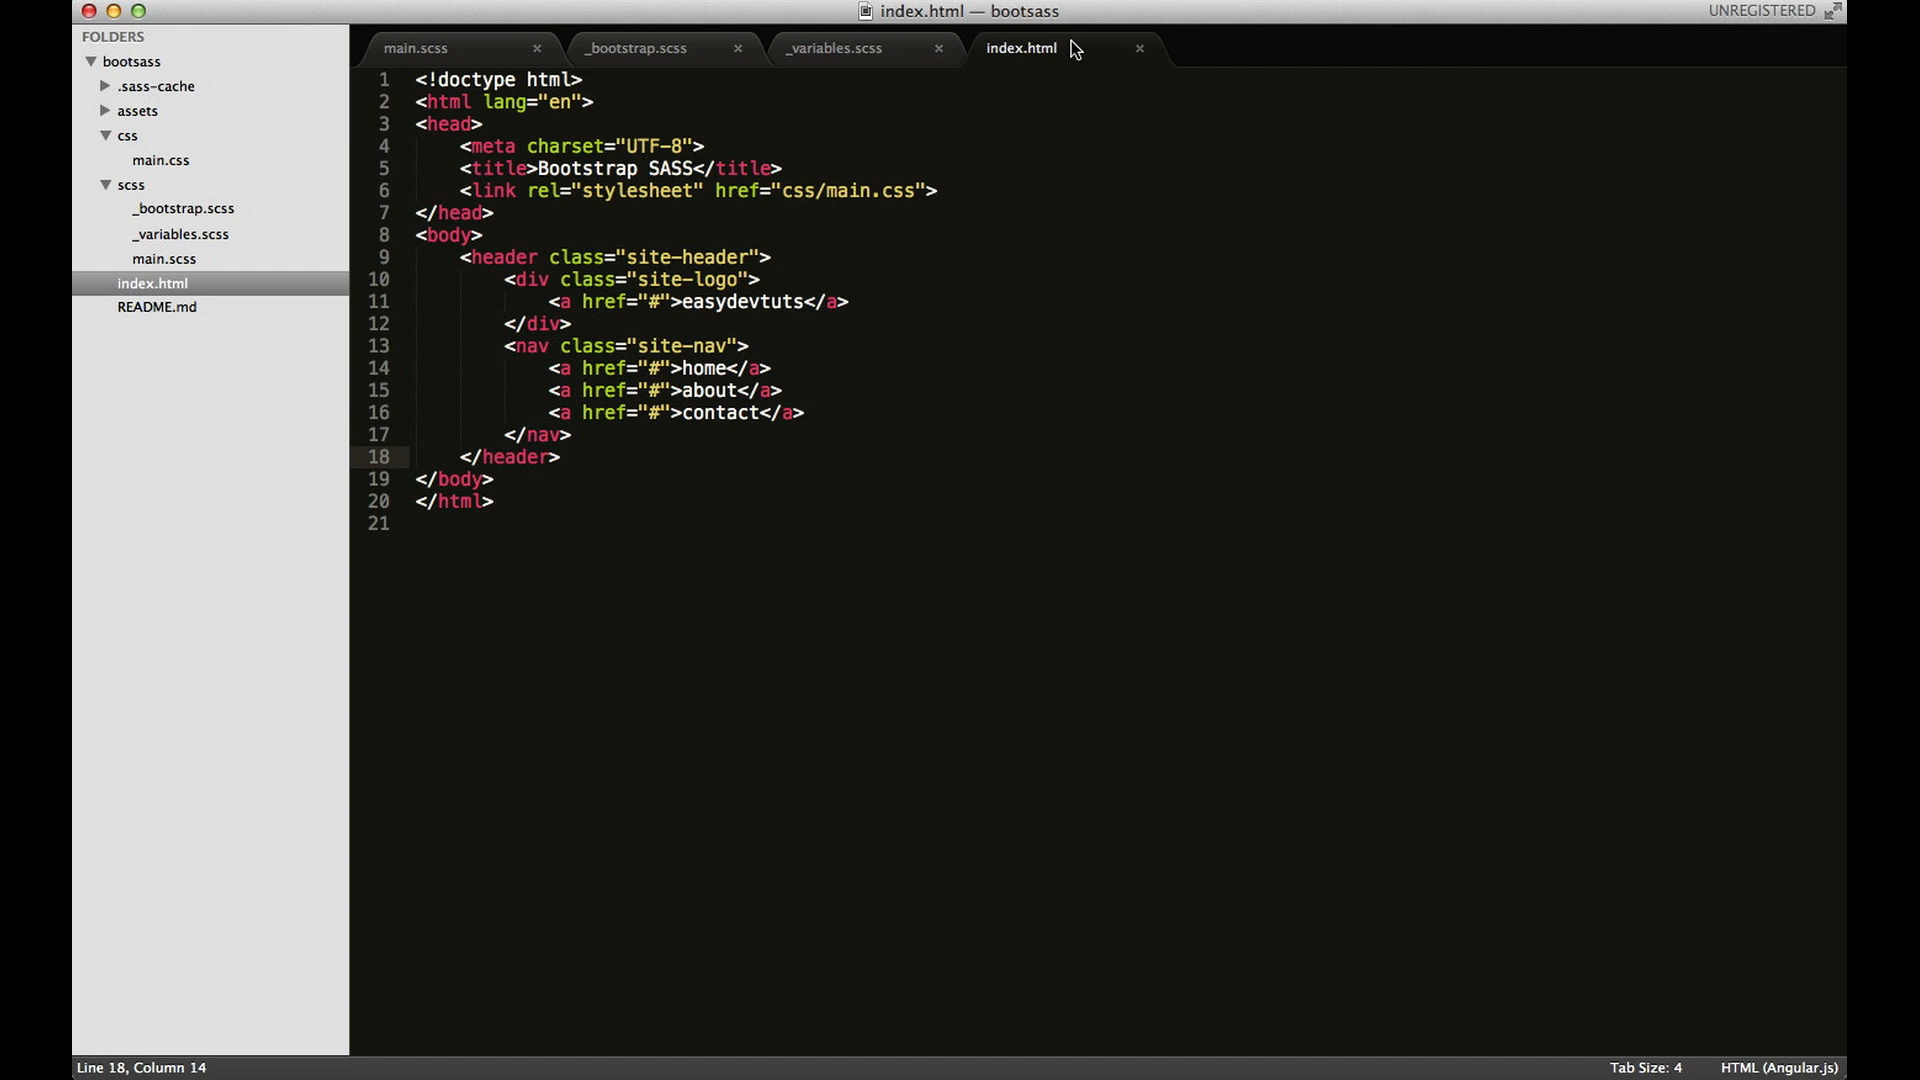 index.html — bootsass
UNREGISTERED
FOLDERS
bootsass
.sass-cache
assets
css
main.css
scss
_bootstrap.scss
_variables.scss
main.scss
index.html
README.md
main.scss × _bootstrap.scss × _variables.scss × index.html ×
1 <!doctype html>
2 <html lang="en">
3 <head>
4 <meta charset="UTF-8">
5 <title>Bootstrap SASS</title>
6 <link rel="stylesheet" href="css/main.css">
7 </head>
8 <body>
9 <header class="site-header">
10 <div class="site-logo">
11 <a href="#">easydevtuts</a>
12 </div>
13 <nav class="site-nav">
14 <a href="#">home</a>
15 <a href="#">about</a>
16 <a href="#">contact</a>
17 </nav>
18 </header>
19 </body>
20 </html>
21
Line 18, Column 14
Tab Size: 4
HTML (Angular.js)